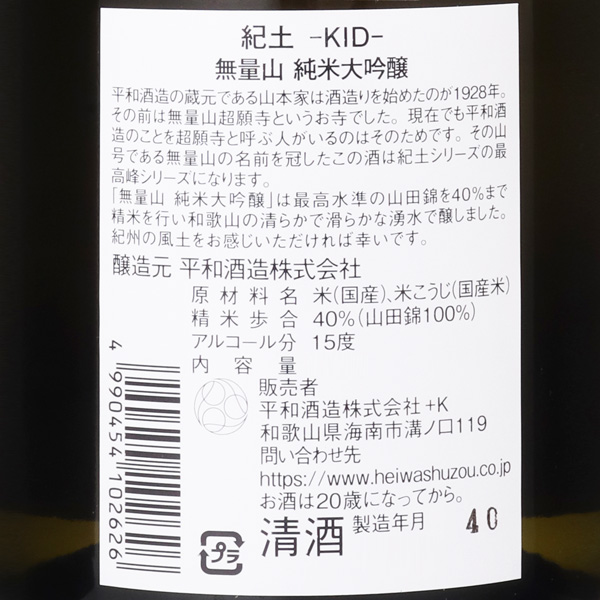 紀土 -KID-
無量山 純米大吟醸
平和酒造の蔵元である山本家は酒造りを始めたのが1928年。
その前は無量山超願寺というお寺でした。現在でも平和酒
造のことを超願寺と呼ぶ人がいるのはそのためです。その山
号である無量山の名前を冠したこの酒は紀土シリーズの最
高峰シリーズになります。
「無量山 純米大吟醸」は最高水準の山田錦を40%まで
精米を行い和歌山の清らかで滑らかな湧水で醸しました。
紀州の風土をお感じいただければ幸いです。
醸造元 平和酒造株式会社
原材料名 米(国産)、米こうじ(国産米)
精米歩合 40%(山田錦100%)
アルコール分 15度
内容量
販売者
平和酒造株式会社+K
和歌山県海南市溝ノ口119
問い合わせ先
https://www.heiwashuzou.co.jp
お酒は20歳になってから。
清酒 製造年月 40
プラ
4990454102626